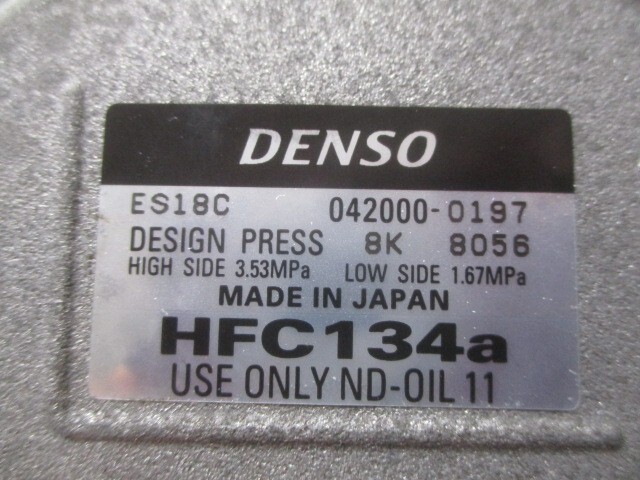 DENSO
ES18C 042000-0197
DESIGN PRESS 8K 8056
HIGH SIDE 3.53MPa LOW SIDE 1.67MPa
MADE IN JAPAN
HFC134a
USE ONLY ND-OIL 11